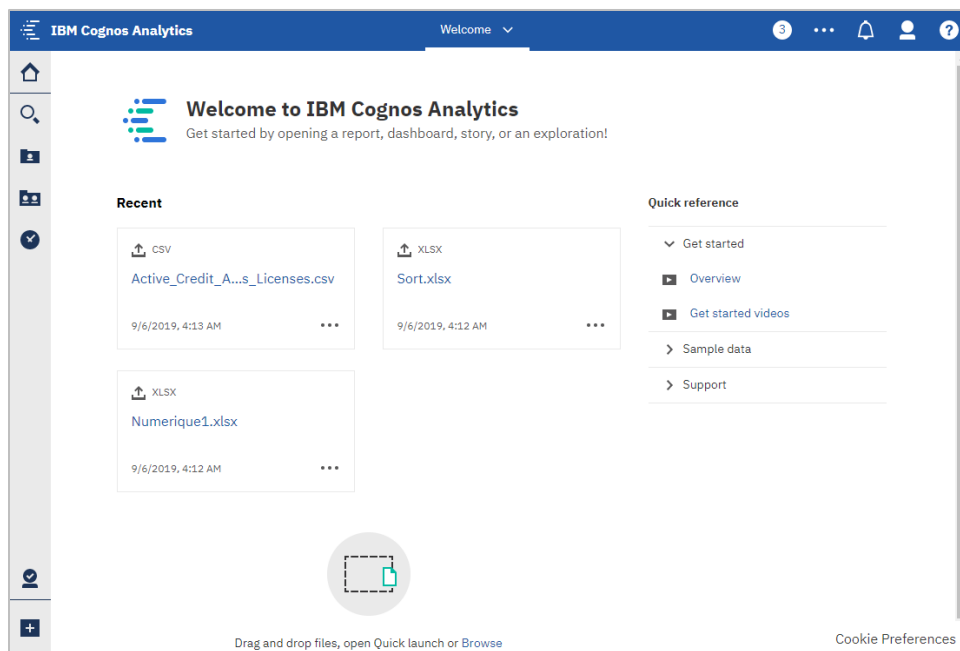 IBM Cognos Analytics
Welcome
3
?
Welcome to IBM Cognos Analytics
Get started by opening a report, dashboard, story, or an exploration!
Recent
CSV
Active_Credit_A...s_Licenses.csv
9/6/2019, 4:13 AM
XLSX
Sort.xlsx
9/6/2019, 4:12 AM
XLSX
Numerique1.xlsx
9/6/2019, 4:12 AM
Quick reference
Get started
Overview
Get started videos
Sample data
Support
Drag and drop files, open Quick launch or Browse
Cookie Preferences